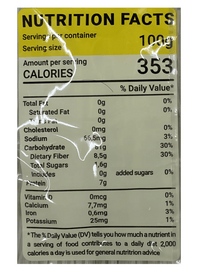 NUTRITION FACTS
Serving per container
Serving size 100g
Amount per serving
CALORIES 353
% Daily Value*
Total Fat 0g 0%
Saturated Fat 0g 0%
0g
Cholesterol 0mg 0%
Sodium 56,5mg 3%
Carbohydrate 81g 30%
Dietary Fiber 8,5g 30%
Total Sugars 1,6g
Includes 0g added sugars 0%
Protein 7g
Vitamin D 0mcg 0%
Calcium 7,7mg 1%
Iron 0,6mg 3%
Potassium 25mg 1%
*The % Daily Value (DV) tells you how much a nutrient in
a serving of food contributes to a daily diet 2,000
calories a day is used for general nutrition advice.